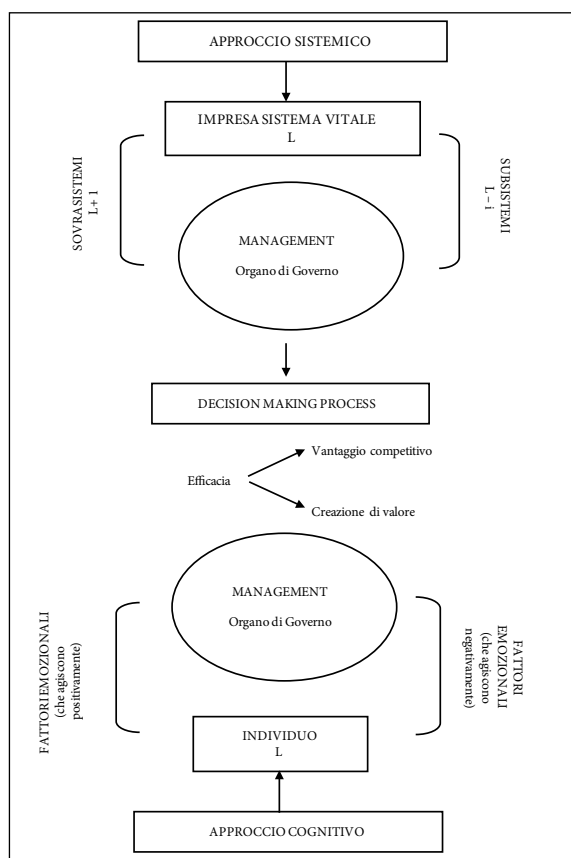 APPROCCIO SISTEMICO
IMPRESA SISTEMA VITALE
L
SOVRASISTEMI
L+ 1
SUBSISTEMI
L – i
MANAGEMENT
Organo di Governo
DECISION MAKING PROCESS
Efficacia
Vantaggio competitivo
Creazione di valore
MANAGEMENT
Organo di Governo
FATTORI EMOZIONALI
(che agiscono
positivamente)
FATTORI
EMOZIONALI
(che agiscono
negativamente)
INDIVIDUO
L
APPROCCIO COGNITIVO